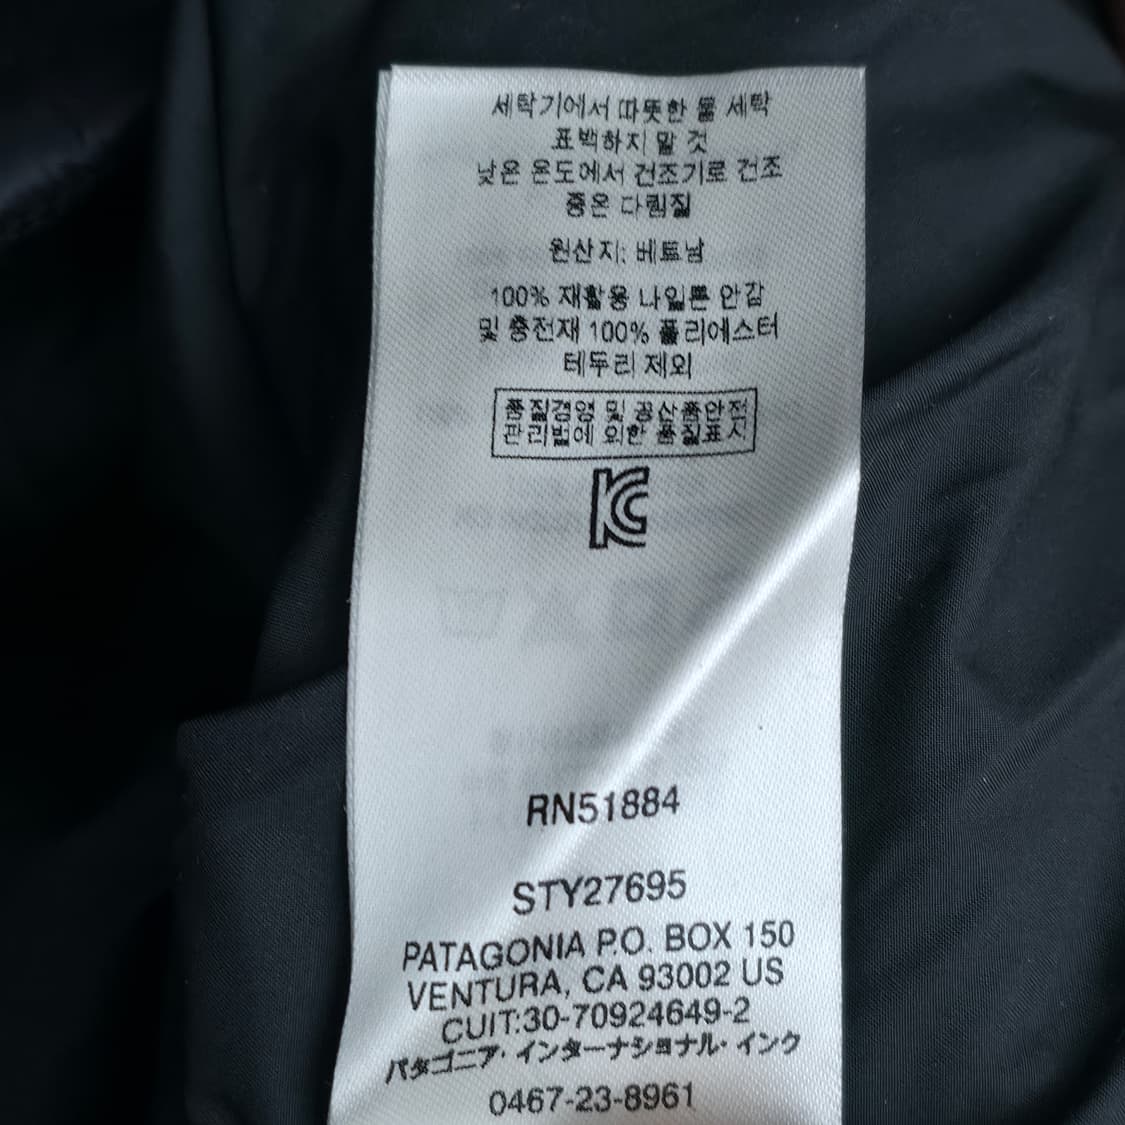 세탁기에서 따뜻한 물 세탁
표백하지 말 것
낮은 온도에서 건조기로 건조
중온 다림질
원산지: 베트남
100% 재활용 나일론 안감
및 충전재 100% 폴리에스터
테두리 제외
품질경영 및 공산품안전
관리법에 의한 품질표시
KC
RN51884
STY27695
PATAGONIA P.O. BOX 150
VENTURA, CA 93002 US
CUIT:30-70924649-2
パタゴニア･インターナショナル･インク
0467-23-8961